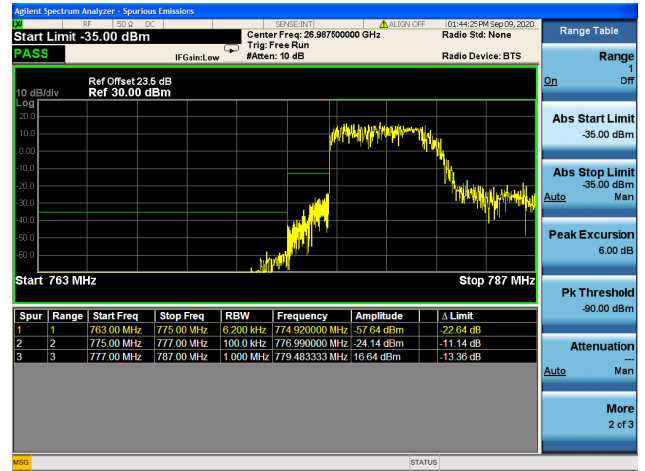 Agilent Spectrum Analyzer - Spurious Emissions
RF 50 Ω DC SENSE:INT ALIGN OFF 01:44:25PM Sep 09, 2020
Start Limit -35.00 dBm
Center Freq: 26.987500000 GHz
Radio Std: None
Trig: Free Run
PASS
IFGain:Low
#Atten: 10 dB
Radio Device: BTS
Ref Offset 23.5 dB
10 dB/div Ref 30.00 dBm
Log
20.0
10.0
0.00
-10.0
-20.0
-30.0
-40.0
-50.0
-60.0
Start 763 MHz Stop 787 MHz
Spur Range Start Freq Stop Freq RBW Frequency Amplitude Δ Limit
1 1 763.00 MHz 775.00 MHz 6.200 kHz 774.920000 MHz -57.64 dBm -22.64 dB
2 2 775.00 MHz 777.00 MHz 100.0 kHz 776.990000 MHz -24.14 dBm -11.14 dB
3 3 777.00 MHz 787.00 MHz 1.000 MHz 779.483333 MHz 16.64 dBm -13.36 dB
Range Table
Range
1
On Off
Abs Start Limit
-35.00 dBm
Abs Stop Limit
-35.00 dBm
Auto Man
Peak Excursion
6.00 dB
Pk Threshold
-90.00 dBm
Attenuation
---
Auto Man
More
2 of 3
MSG STATUS